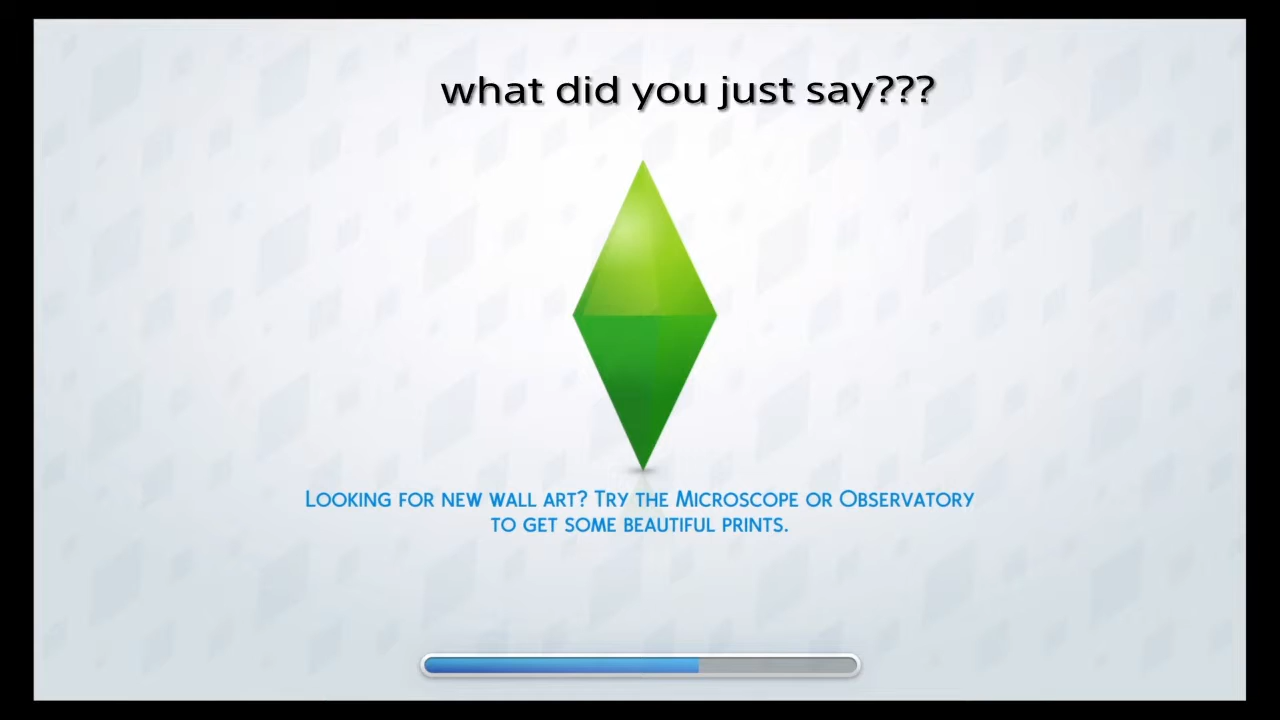 what did you just say???
Looking for new wall art? Try the Microscope or Observatory
to get some beautiful prints.